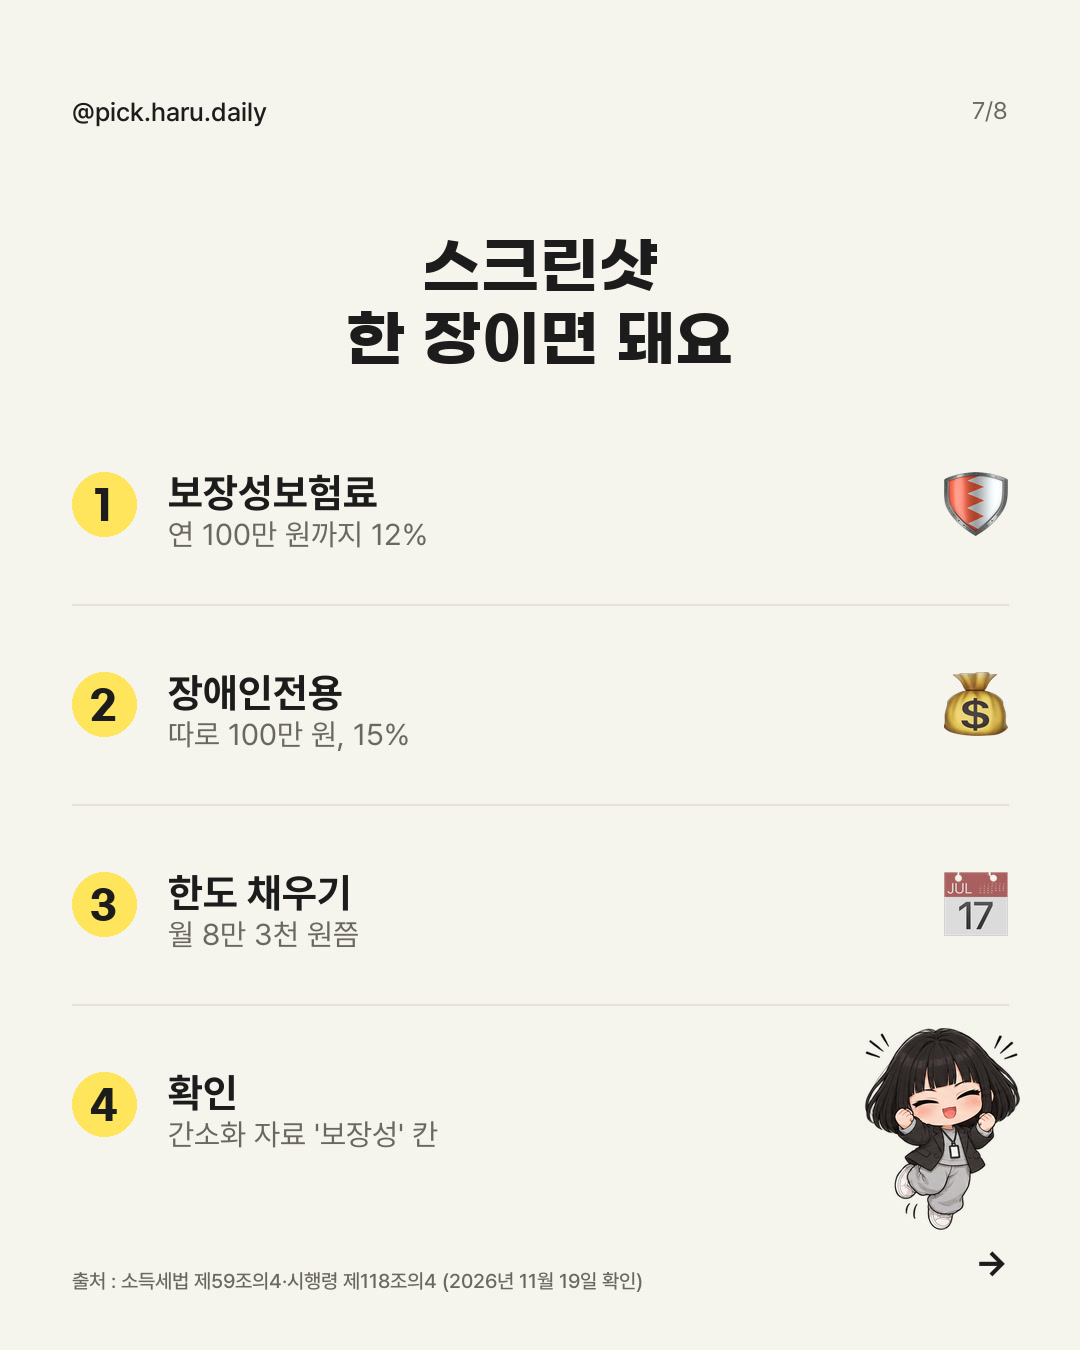 @pick.haru.daily
7/8
스크린샷
한 장이면 돼요
1
보장성보험료
연 100만 원까지 12%
2
장애인전용
따로 100만 원, 15%
$
3
한도 채우기
월 8만 3천 원쯤
JUL
17
4
확인
간소화 자료 '보장성' 칸
출처 : 소득세법 제59조의4·시행령 제118조의4 (2026년 11월 19일 확인)
→